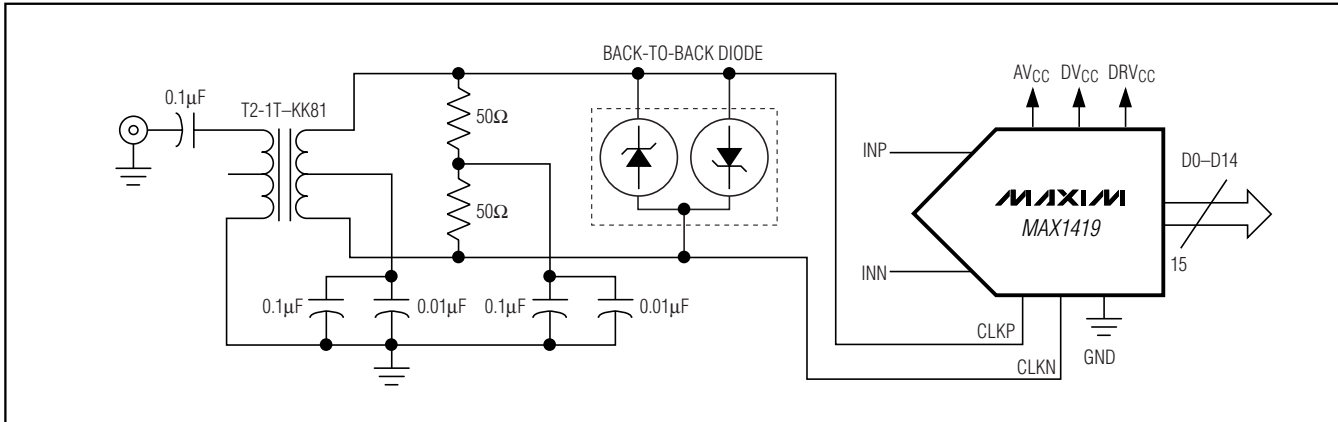 BACK-TO-BACK DIODE
AVCC DVCC DRVCC
0.1µF
T2-1T–KK81
50Ω
INP
D0–D14
MAXIM
MAX1419
50Ω
INN
15
0.1µF
0.01µF
0.1µF
0.01µF
CLKP
GND
CLKN